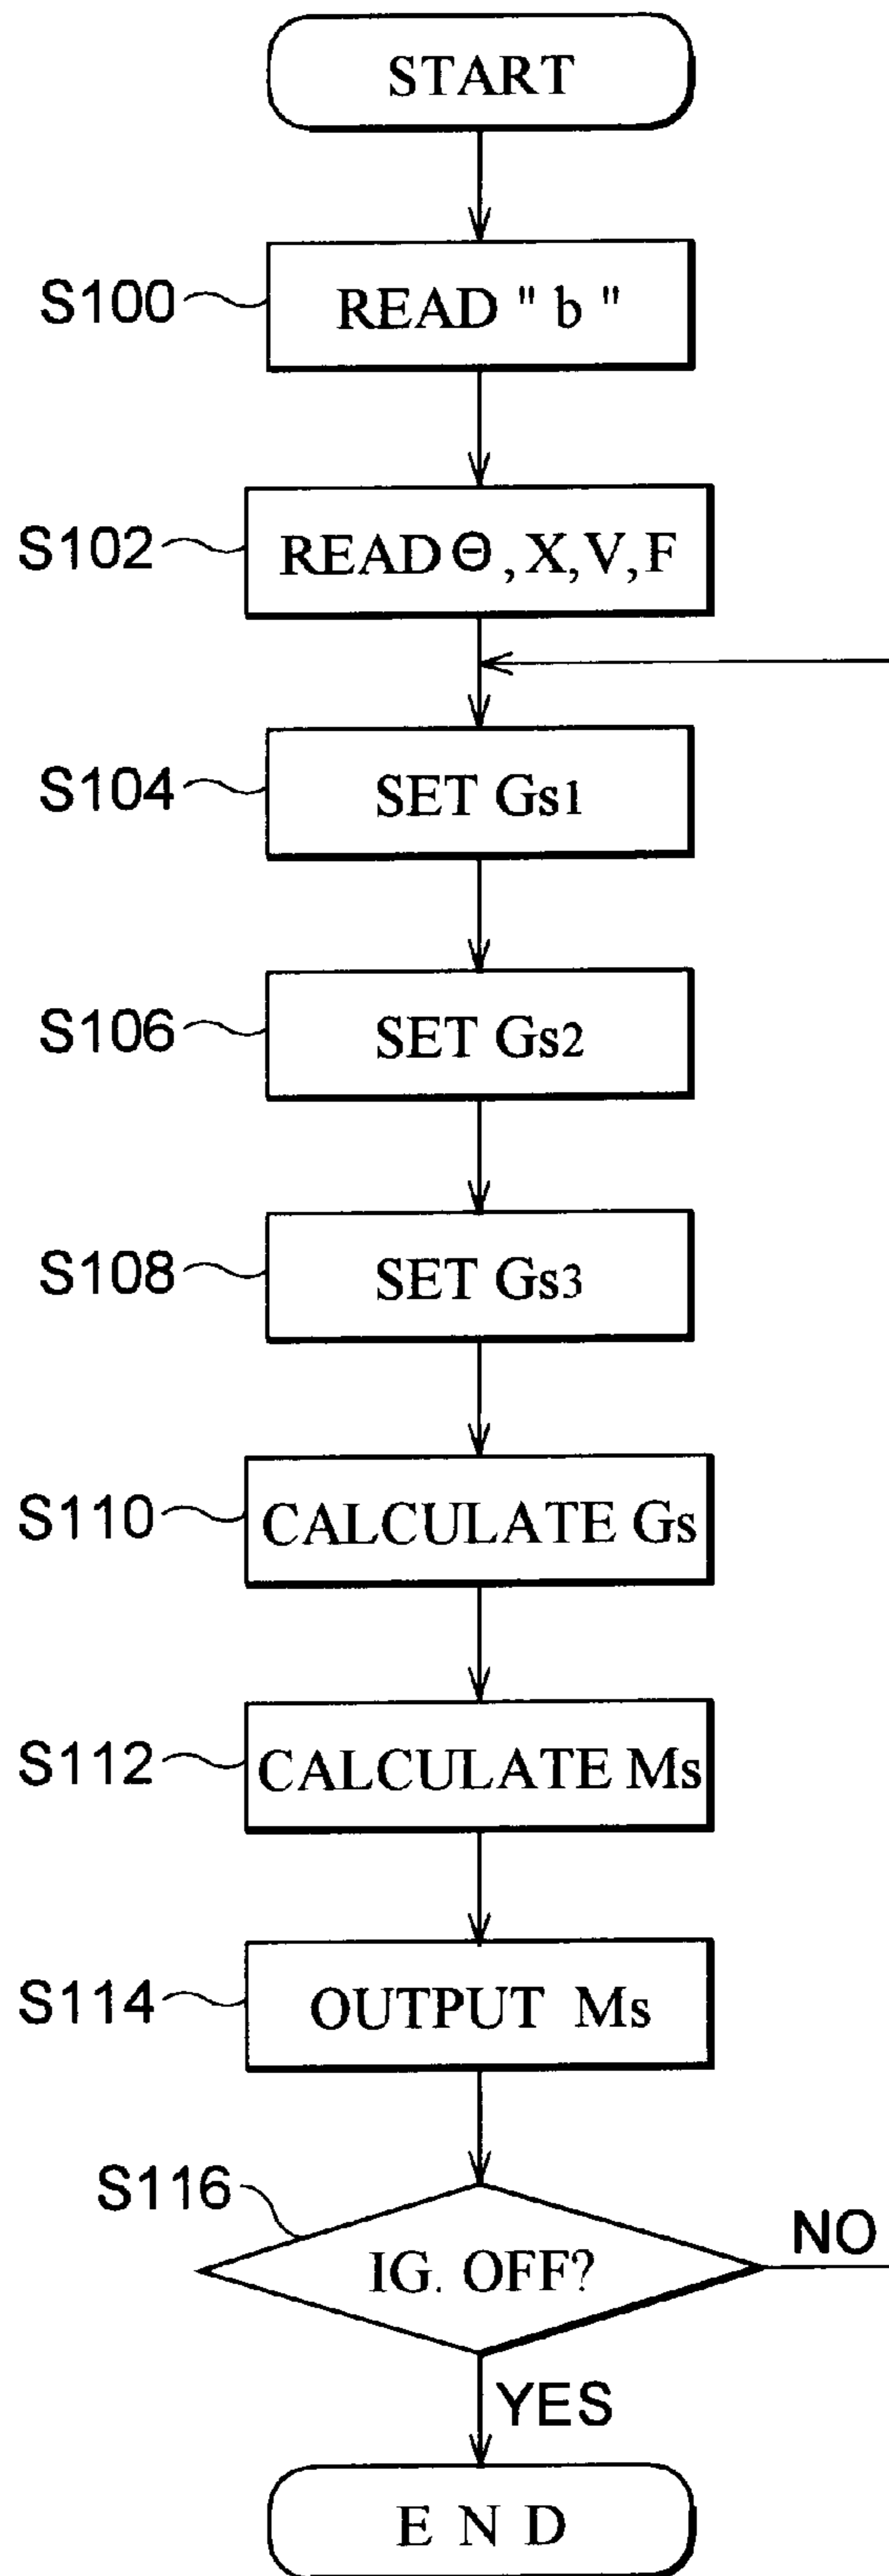 START
S100 READ " b "
S102 READ Θ , X, V, F
S104 SET Gs1
S106 SET Gs2
S108 SET Gs3
S110 CALCULATE Gs
S112 CALCULATE Ms
S114 OUTPUT Ms
S116 IG. OFF? NO
YES
E N D